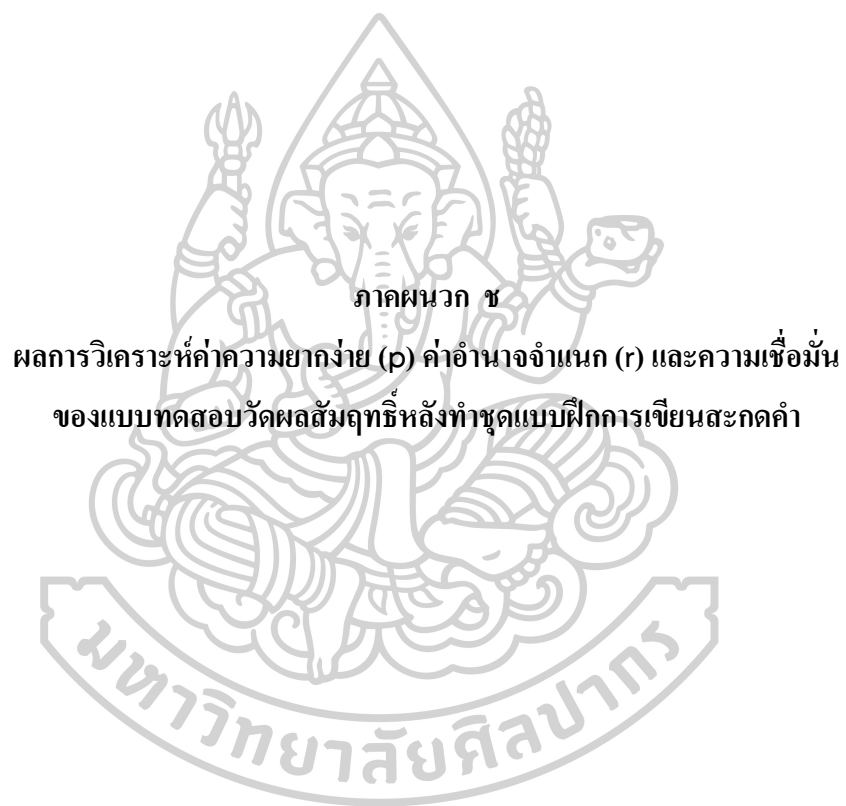 ภาคผนวก ช
ผลการวิเคราะห์ค่าความยากง่าย (p) ค่าอำนาจจำแนก (r) และความเชื่อมั่น
ของแบบทดสอบวัดผลสัมฤทธิ์หลังทำชุดแบบฝึกการเขียนสะกดคำ
มหาวิทยาลัยศิลปากร